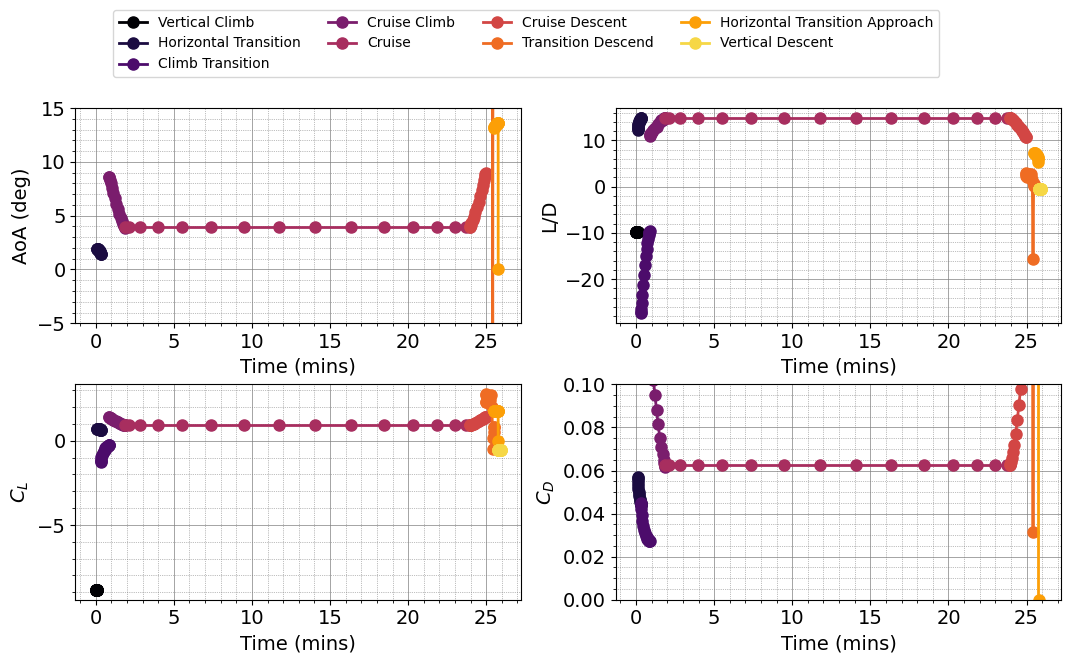 Vertical Climb
Horizontal Transition
Climb Transition
Cruise Climb
Cruise
Cruise Descent
Transition Descend
Horizontal Transition Approach
Vertical Descent
15
10
5
0
−5
AoA (deg)
0 5 10 15 20 25
Time (mins)
10
0
−10
−20
L/D
0 5 10 15 20 25
Time (mins)
0
−5
C_L
0 5 10 15 20 25
Time (mins)
0.10
0.08
0.06
0.04
0.02
0.00
C_D
0 5 10 15 20 25
Time (mins)